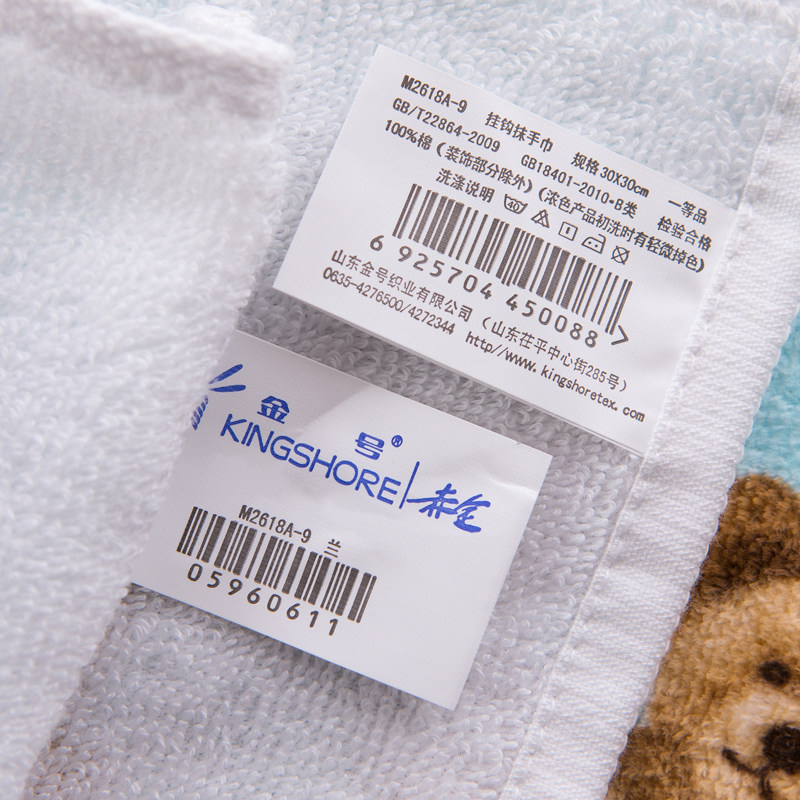 M2618A-9 挂钩抹手巾 规格30X30cm 一等品
GB/T22864-2009 GB18401-2010·B类 检验合格
100%棉(装饰部分除外)(浓色产品初洗时有轻微掉色)
洗涤说明 40
6 925704 450088 >
山东金号织业有限公司(山东茌平中心街285号)
0635-4276500/4272344 http//www.kingshoretex.com
金号®
KINGSHORE
M2618A-9 兰
05960611